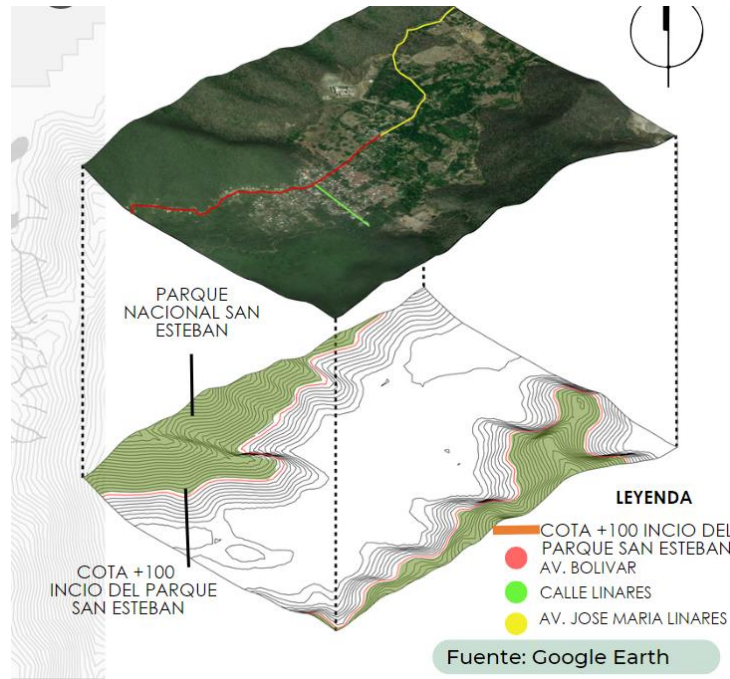 PARQUE
NACIONAL SAN
ESTEBAN
COTA +100
INCIO DEL PARQUE
SAN ESTEBAN
LEYENDA
COTA +100 INCIO DEL
PARQUE SAN ESTEBAN
AV. BOLIVAR
CALLE LINARES
AV. JOSE MARIA LINARES
Fuente: Google Earth